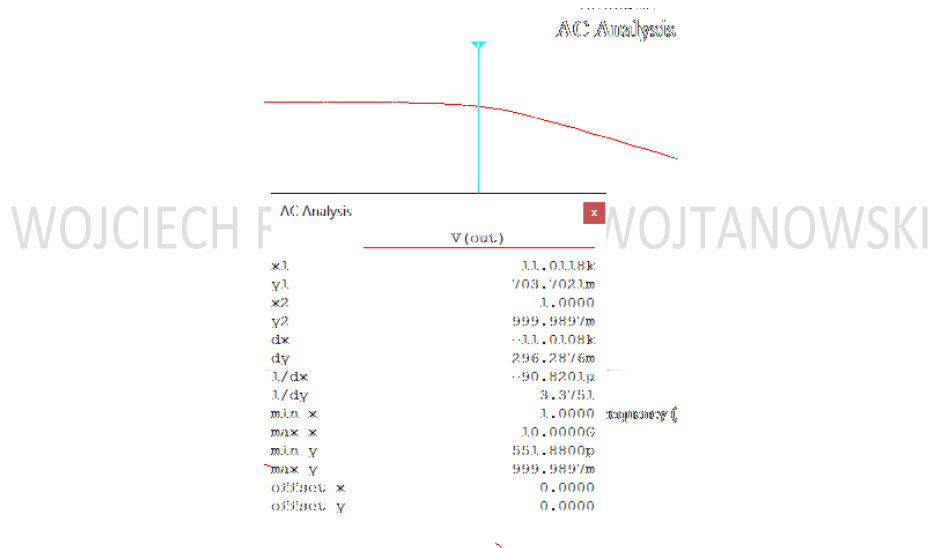 AC Analysis
WOJCIECH WOJTANOWSKI
AC Analysis
x
V(out)
x1 11.0118k
y1 703.7021m
x2 1.0000
y2 999.9897m
dx -11.0108k
dy 296.2876m
1/dx -90.8201µ
1/dy 3.3751
min x 1.0000
max x 10.0000G
min y 551.8800p
max y 999.9897m
offset x 0.0000
offset y 0.0000